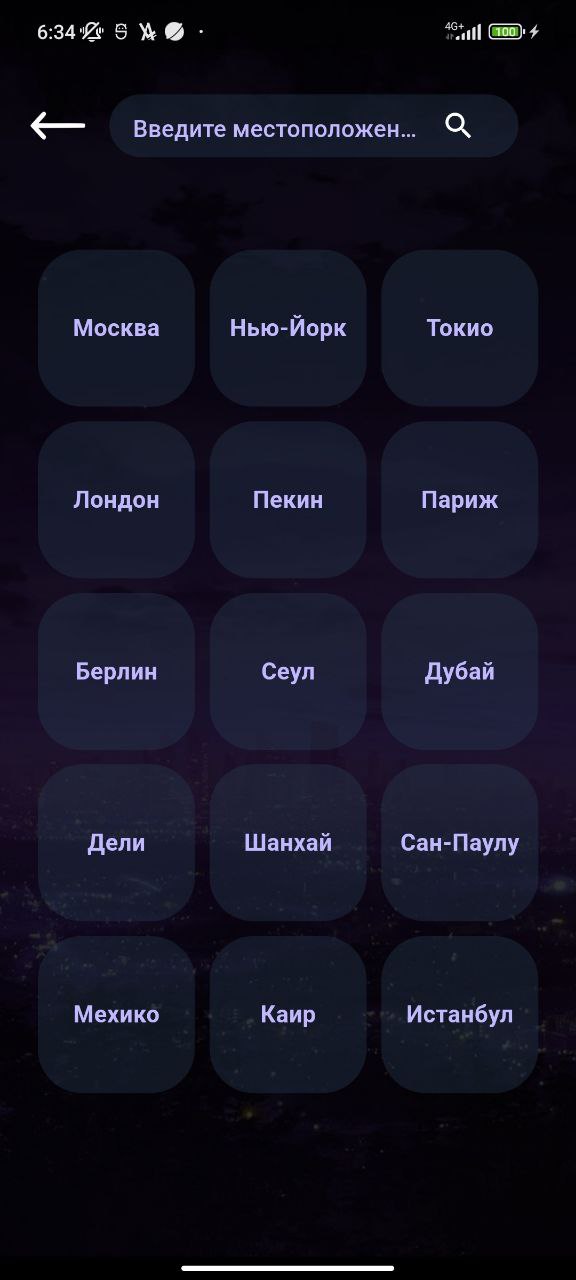 6:34 4G+ 100
Введите местоположен...
Москва Нью-Йорк Токио
Лондон Пекин Париж
Берлин Сеул Дубай
Дели Шанхай Сан-Паулу
Мехико Каир Истанбул